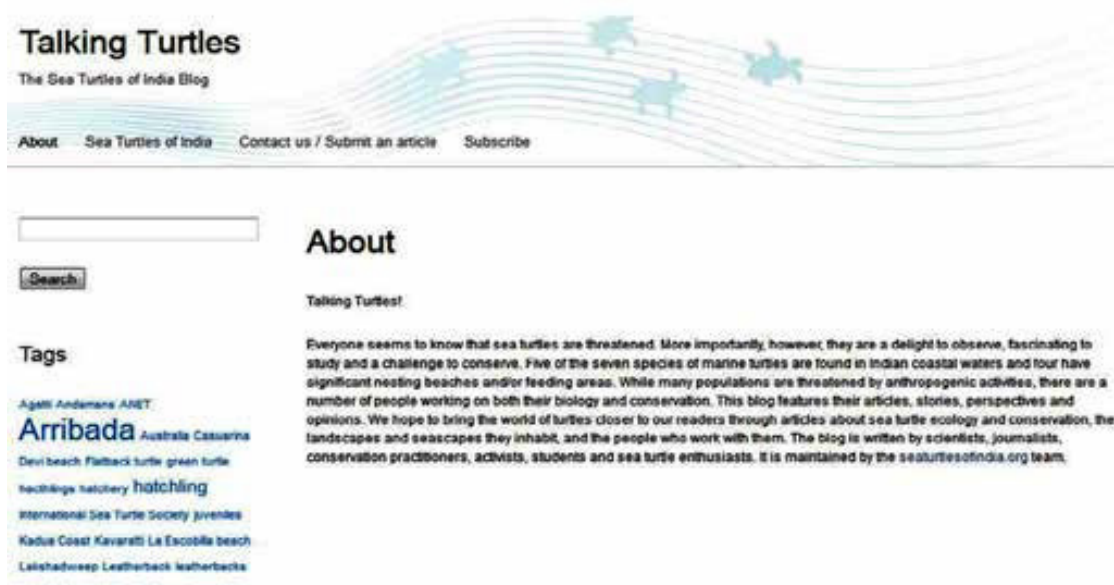 Talking Turtles
The Sea Turtles of India Blog
About Sea Turtles of India Contact us / Submit an article Subscribe
Search
Tags
Agatti Andamans ANET
Arribada Australia Casuarina
Devi beach Flatback turtle green turtle
hacthlings hatchery hatchling
International Sea Turtle Society juveniles
Kadua Coast Kavaratti La Escobilla beach
Lakshadweep Leatherback leatherbacks
About
Talking Turtles!
Everyone seems to know that sea turtles are threatened. More importantly, however, they are a delight to observe, fascinating to
study and a challenge to conserve. Five of the seven species of marine turtles are found in Indian coastal waters and four have
significant nesting beaches and/or feeding areas. While many populations are threatened by anthropogenic activities, there are a
number of people working on both their biology and conservation. This blog features their articles, stories, perspectives and
opinions. We hope to bring the world of turtles closer to our readers through articles about sea turtle ecology and conservation, the
landscapes and seascapes they inhabit, and the people who work with them. The blog is written by scientists, journalists,
conservation practitioners, activists, students and sea turtle enthusiasts. It is maintained by the seaturtlesofindia.org team.